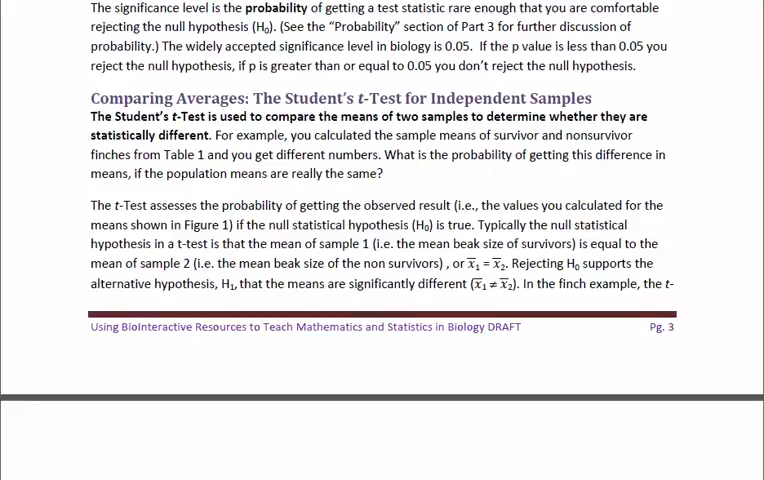 The significance level is the probability of getting a test statistic rare enough that you are comfortable
rejecting the null hypothesis (H₀). (See the “Probability” section of Part 3 for further discussion of
probability.) The widely accepted significance level in biology is 0.05. If the p value is less than 0.05 you
reject the null hypothesis, if p is greater than or equal to 0.05 you don’t reject the null hypothesis.
Comparing Averages: The Student’s t-Test for Independent Samples
The Student’s t-Test is used to compare the means of two samples to determine whether they are
statistically different. For example, you calculated the sample means of survivor and nonsurvivor
finches from Table 1 and you get different numbers. What is the probability of getting this difference in
means, if the population means are really the same?
The t-Test assesses the probability of getting the observed result (i.e., the values you calculated for the
means shown in Figure 1) if the null statistical hypothesis (H₀) is true. Typically the null statistical
hypothesis in a t-test is that the mean of sample 1 (i.e. the mean beak size of survivors) is equal to the
mean of sample 2 (i.e. the mean beak size of the non survivors) , or x̅₁ = x̅₂. Rejecting H₀ supports the
alternative hypothesis, H₁, that the means are significantly different (x̅₁ ≠ x̅₂). In the finch example, the t-
Using BioInteractive Resources to Teach Mathematics and Statistics in Biology DRAFT Pg. 3